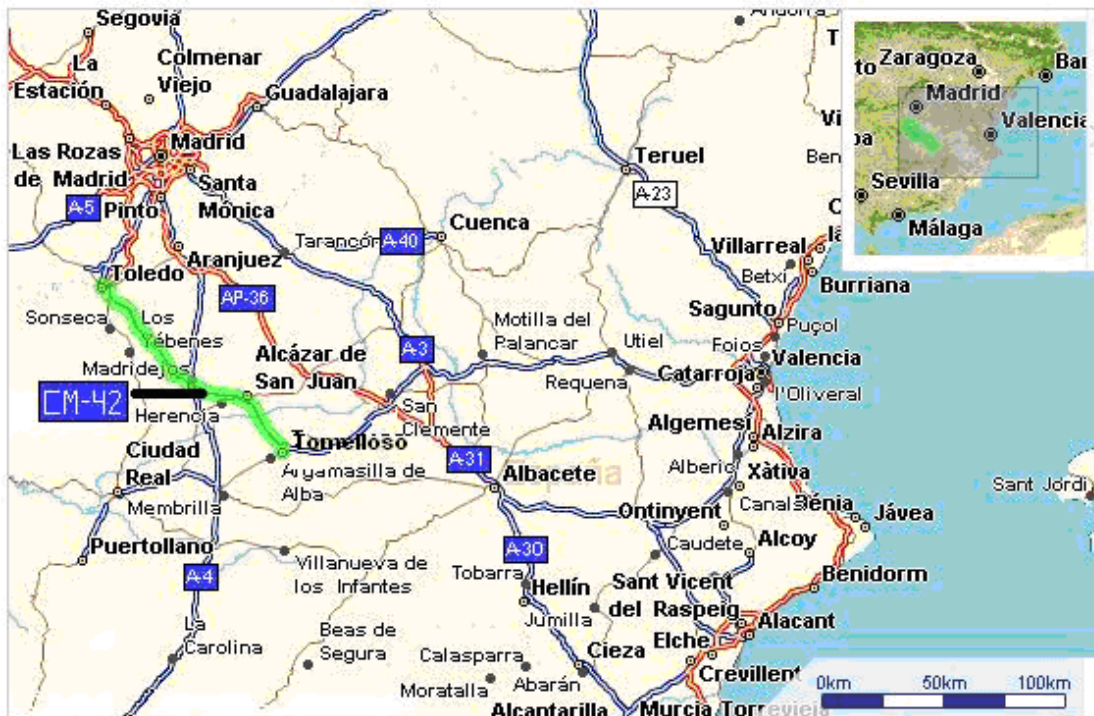 Segovia
La
Estación
Colmenar
Viejo
Guadalajara
Las Rozas
de Madrid
Madrid
Santa
Mónica
A-5
Pinto
Tarancón
A-40
Cuenca
Teruel
A-23
Toledo
Aranjuez
AP-36
Sonseca
Los
Yébenes
Madridejos
Alcázar de
San Juan
A-3
Motilla del
Palancar
Utiel
Requena
Villarreal
Betxi
Burriana
Sagunto
Puçol
Foios
Valencia
Catarroja
l'Oliveral
CM-42
Herencia
San
Clemente
Tomelloso
Ciudad
Real
Argamasilla de
Alba
Membrilla
A-31
Albacete
España
Algemesí
Alzira
Alberic
Xàtiva
Canals
Dénia
Jávea
Sant Jordi
Ontinyent
Caudete
Alcoy
Puertollano
A-4
Villanueva de
los Infantes
A-30
Tobarra
Hellín
Jumilla
Sant Vicent
del Raspeig
Benidorm
Alacant
Elche
Crevillent
La
Carolina
Beas de
Segura
Calasparra
Moratalla
Cieza
Abarán
Alcantarilla
Murcia
Torrevieja
Zaragoza
Bar
Madrid
Valencia
Sevilla
Málaga
0km 50km 100km